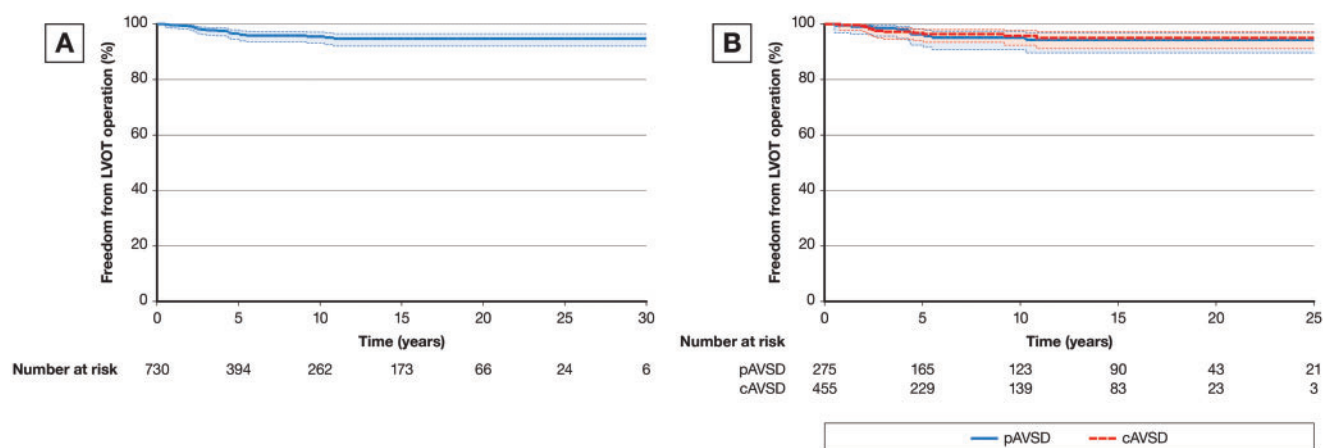 A
Freedom from LVOT operation (%)
100
80
60
40
20
0
0 5 10 15 20 25 30
Time (years)
Number at risk 730 394 262 173 66 24 6
B
Freedom from LVOT operation (%)
100
80
60
40
20
0
0 5 10 15 20 25
Time (years)
Number at risk
pAVSD 275 165 123 90 43 21
cAVSD 455 229 139 83 23 3
pAVSD cAVSD